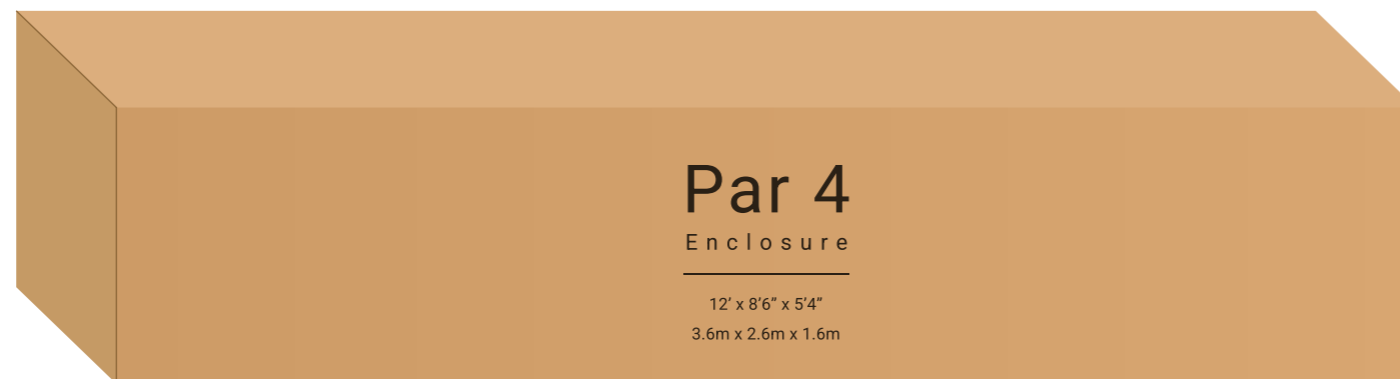 Par 4
Enclosure
12’ x 8’6” x 5’4”
3.6m x 2.6m x 1.6m